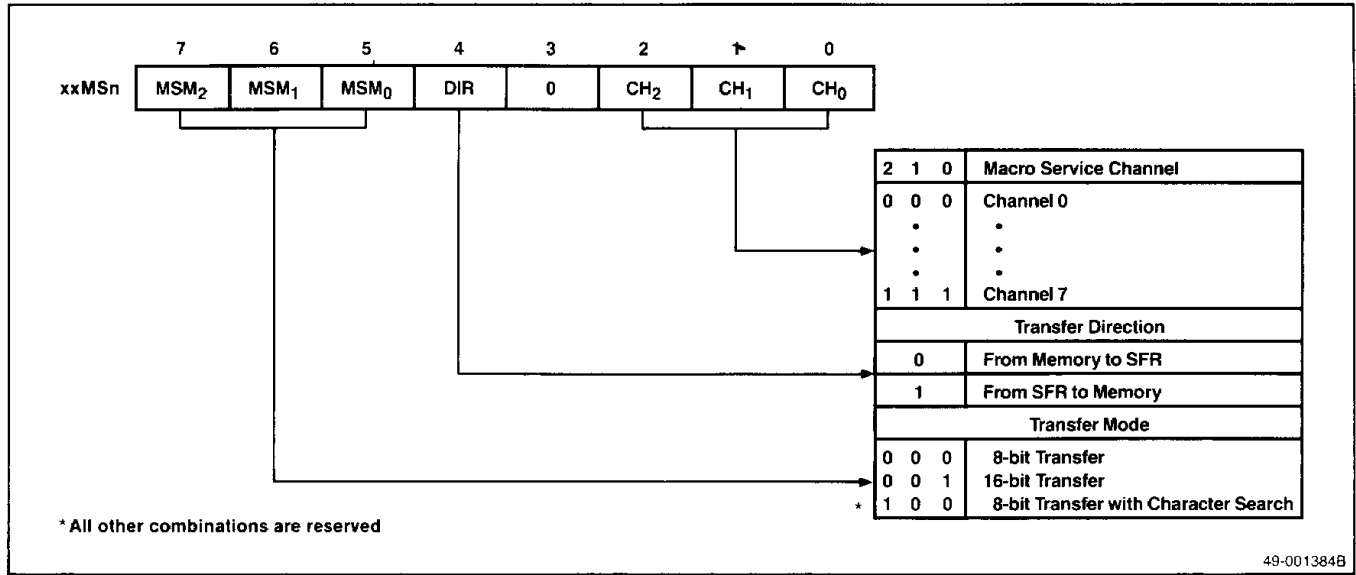 7 6 5 4 3 2 1 0
xxMSn MSM₂ MSM₁ MSM₀ DIR 0 CH₂ CH₁ CH₀
2 1 0 Macro Service Channel
0 0 0 Channel 0
• •
• •
• •
1 1 1 Channel 7
Transfer Direction
0 From Memory to SFR
1 From SFR to Memory
Transfer Mode
0 0 0 8-bit Transfer
0 0 1 16-bit Transfer
* 1 0 0 8-bit Transfer with Character Search
* All other combinations are reserved
49-001384B